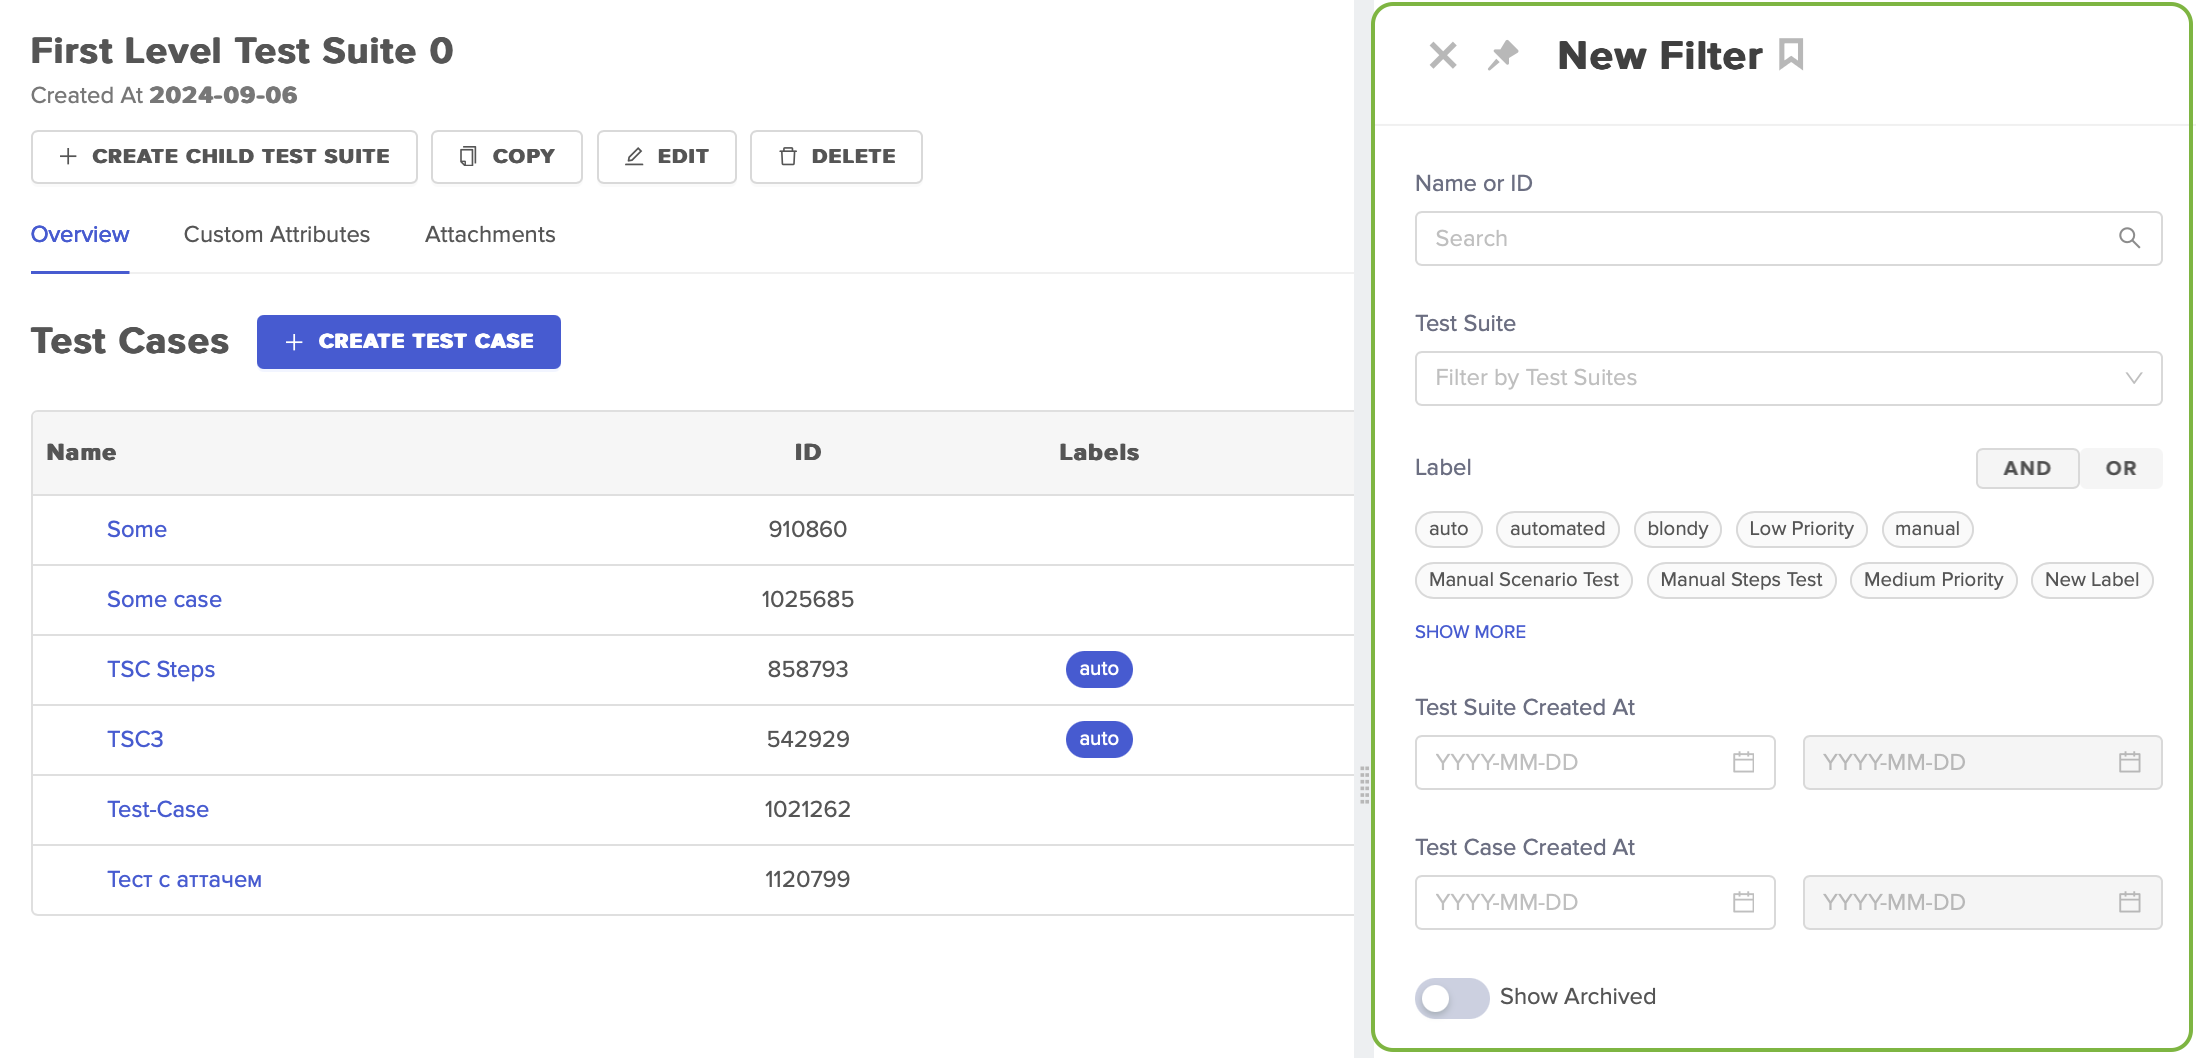 First Level Test Suite 0
Created At 2024-09-06
CREATE CHILD TEST SUITE
COPY
EDIT
DELETE
Overview
Custom Attributes
Attachments
Test Cases
CREATE TEST CASE
Name ID Labels
Some 910860
Some case 1025685
TSC Steps 858793 auto
TSC3 542929 auto
Test-Case 1021262
Тест с аттачем 1120799
New Filter
Name or ID
Search
Test Suite
Filter by Test Suites
Label AND OR
auto automated blondy Low Priority manual
Manual Scenario Test Manual Steps Test Medium Priority New Label
SHOW MORE
Test Suite Created At
YYYY-MM-DD YYYY-MM-DD
Test Case Created At
YYYY-MM-DD YYYY-MM-DD
Show Archived